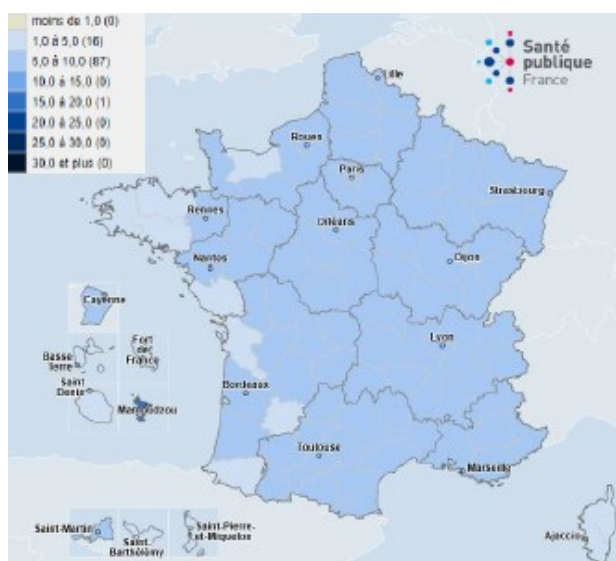 moins de 1,0 (0)
1,0 à 5,0 (16)
5,0 à 10,0 (87)
10,0 à 15,0 (0)
15,0 à 20,0 (1)
20,0 à 25,0 (0)
25,0 à 30,0 (0)
30,0 et plus (0)
Santé
publique
France
Lille
Rouen
Paris
Strasbourg
Rennes
Orléans
Nantes
Dijon
Cayenne
Lyon
Basse
Terre
Fort
de
France
Saint
Denis
Mamoudzou
Bordeaux
Toulouse
Marseille
Saint-Martin
Saint-
Barthélémy
Saint-Pierre-
et-Miquelon
Ajaccio